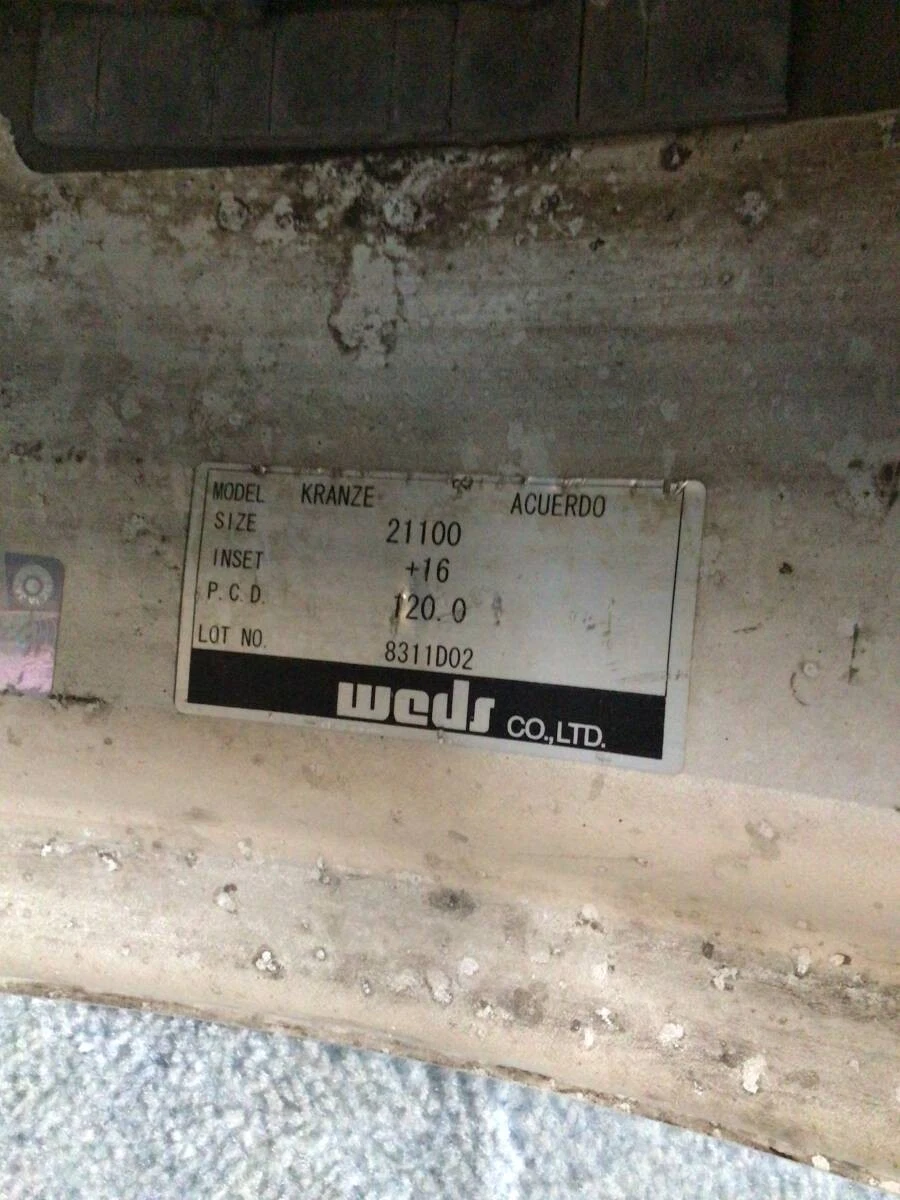 MODEL KRANZE ACUERDO
SIZE 21100
INSET +16
P.C.D. 120.0
LOT NO. 8311D02
weds CO.,LTD.